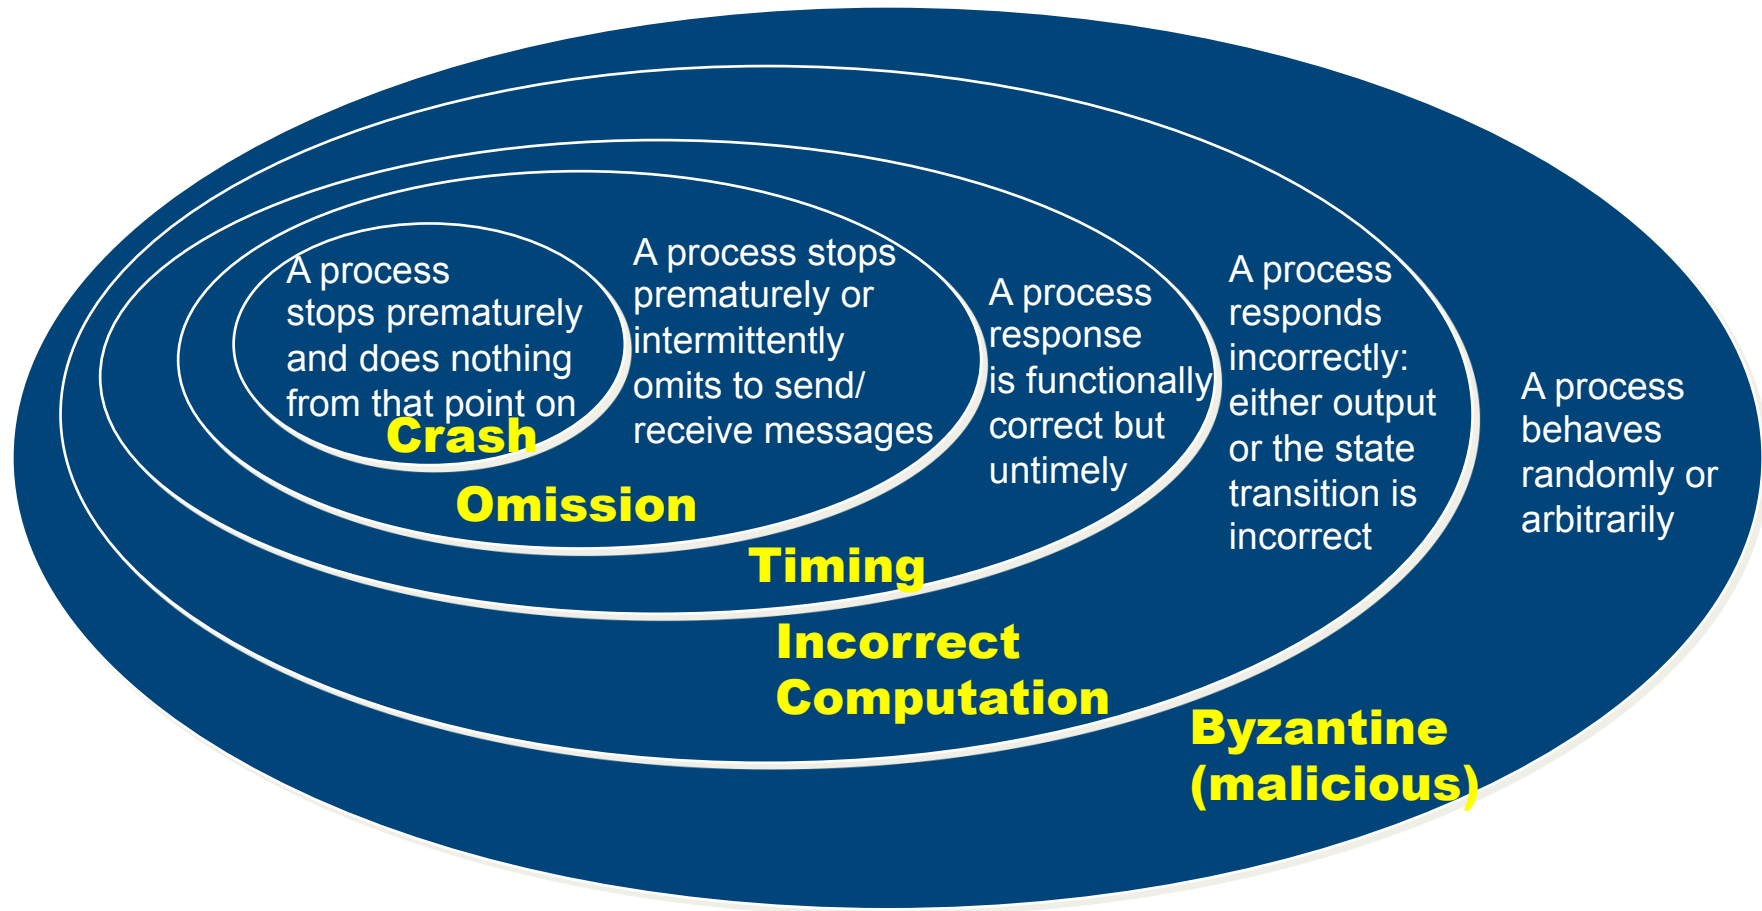 A process
stops prematurely
and does nothing
from that point on
Crash
A process stops
prematurely or
intermittently
omits to send/
receive messages
Omission
A process
response
is functionally
correct but
untimely
Timing
A process
responds
incorrectly:
either output
or the state
transition is
incorrect
Incorrect
Computation
A process
behaves
randomly or
arbitrarily
Byzantine
(malicious)